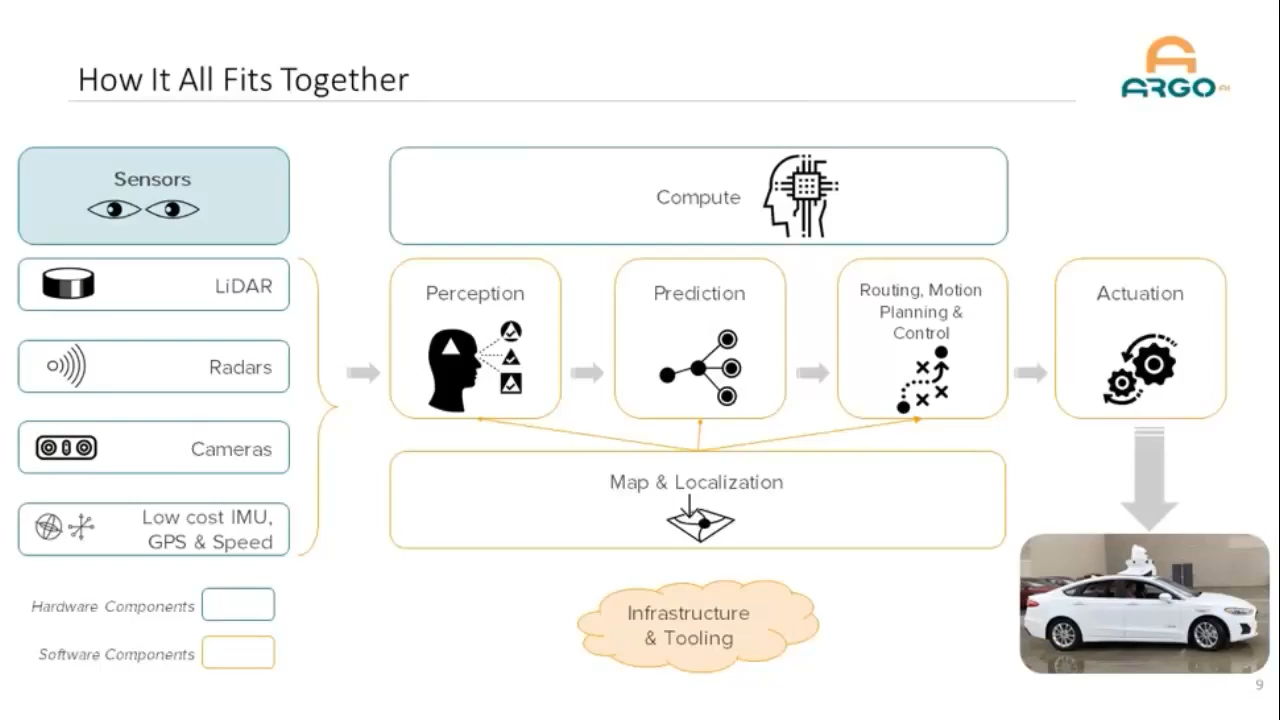 How It All Fits Together
ARGO AI
Sensors
LiDAR
Radars
Cameras
Low cost IMU,
GPS & Speed
Hardware Components
Software Components
Compute
Perception
Prediction
Routing, Motion
Planning &
Control
Actuation
Map & Localization
Infrastructure
& Tooling
9